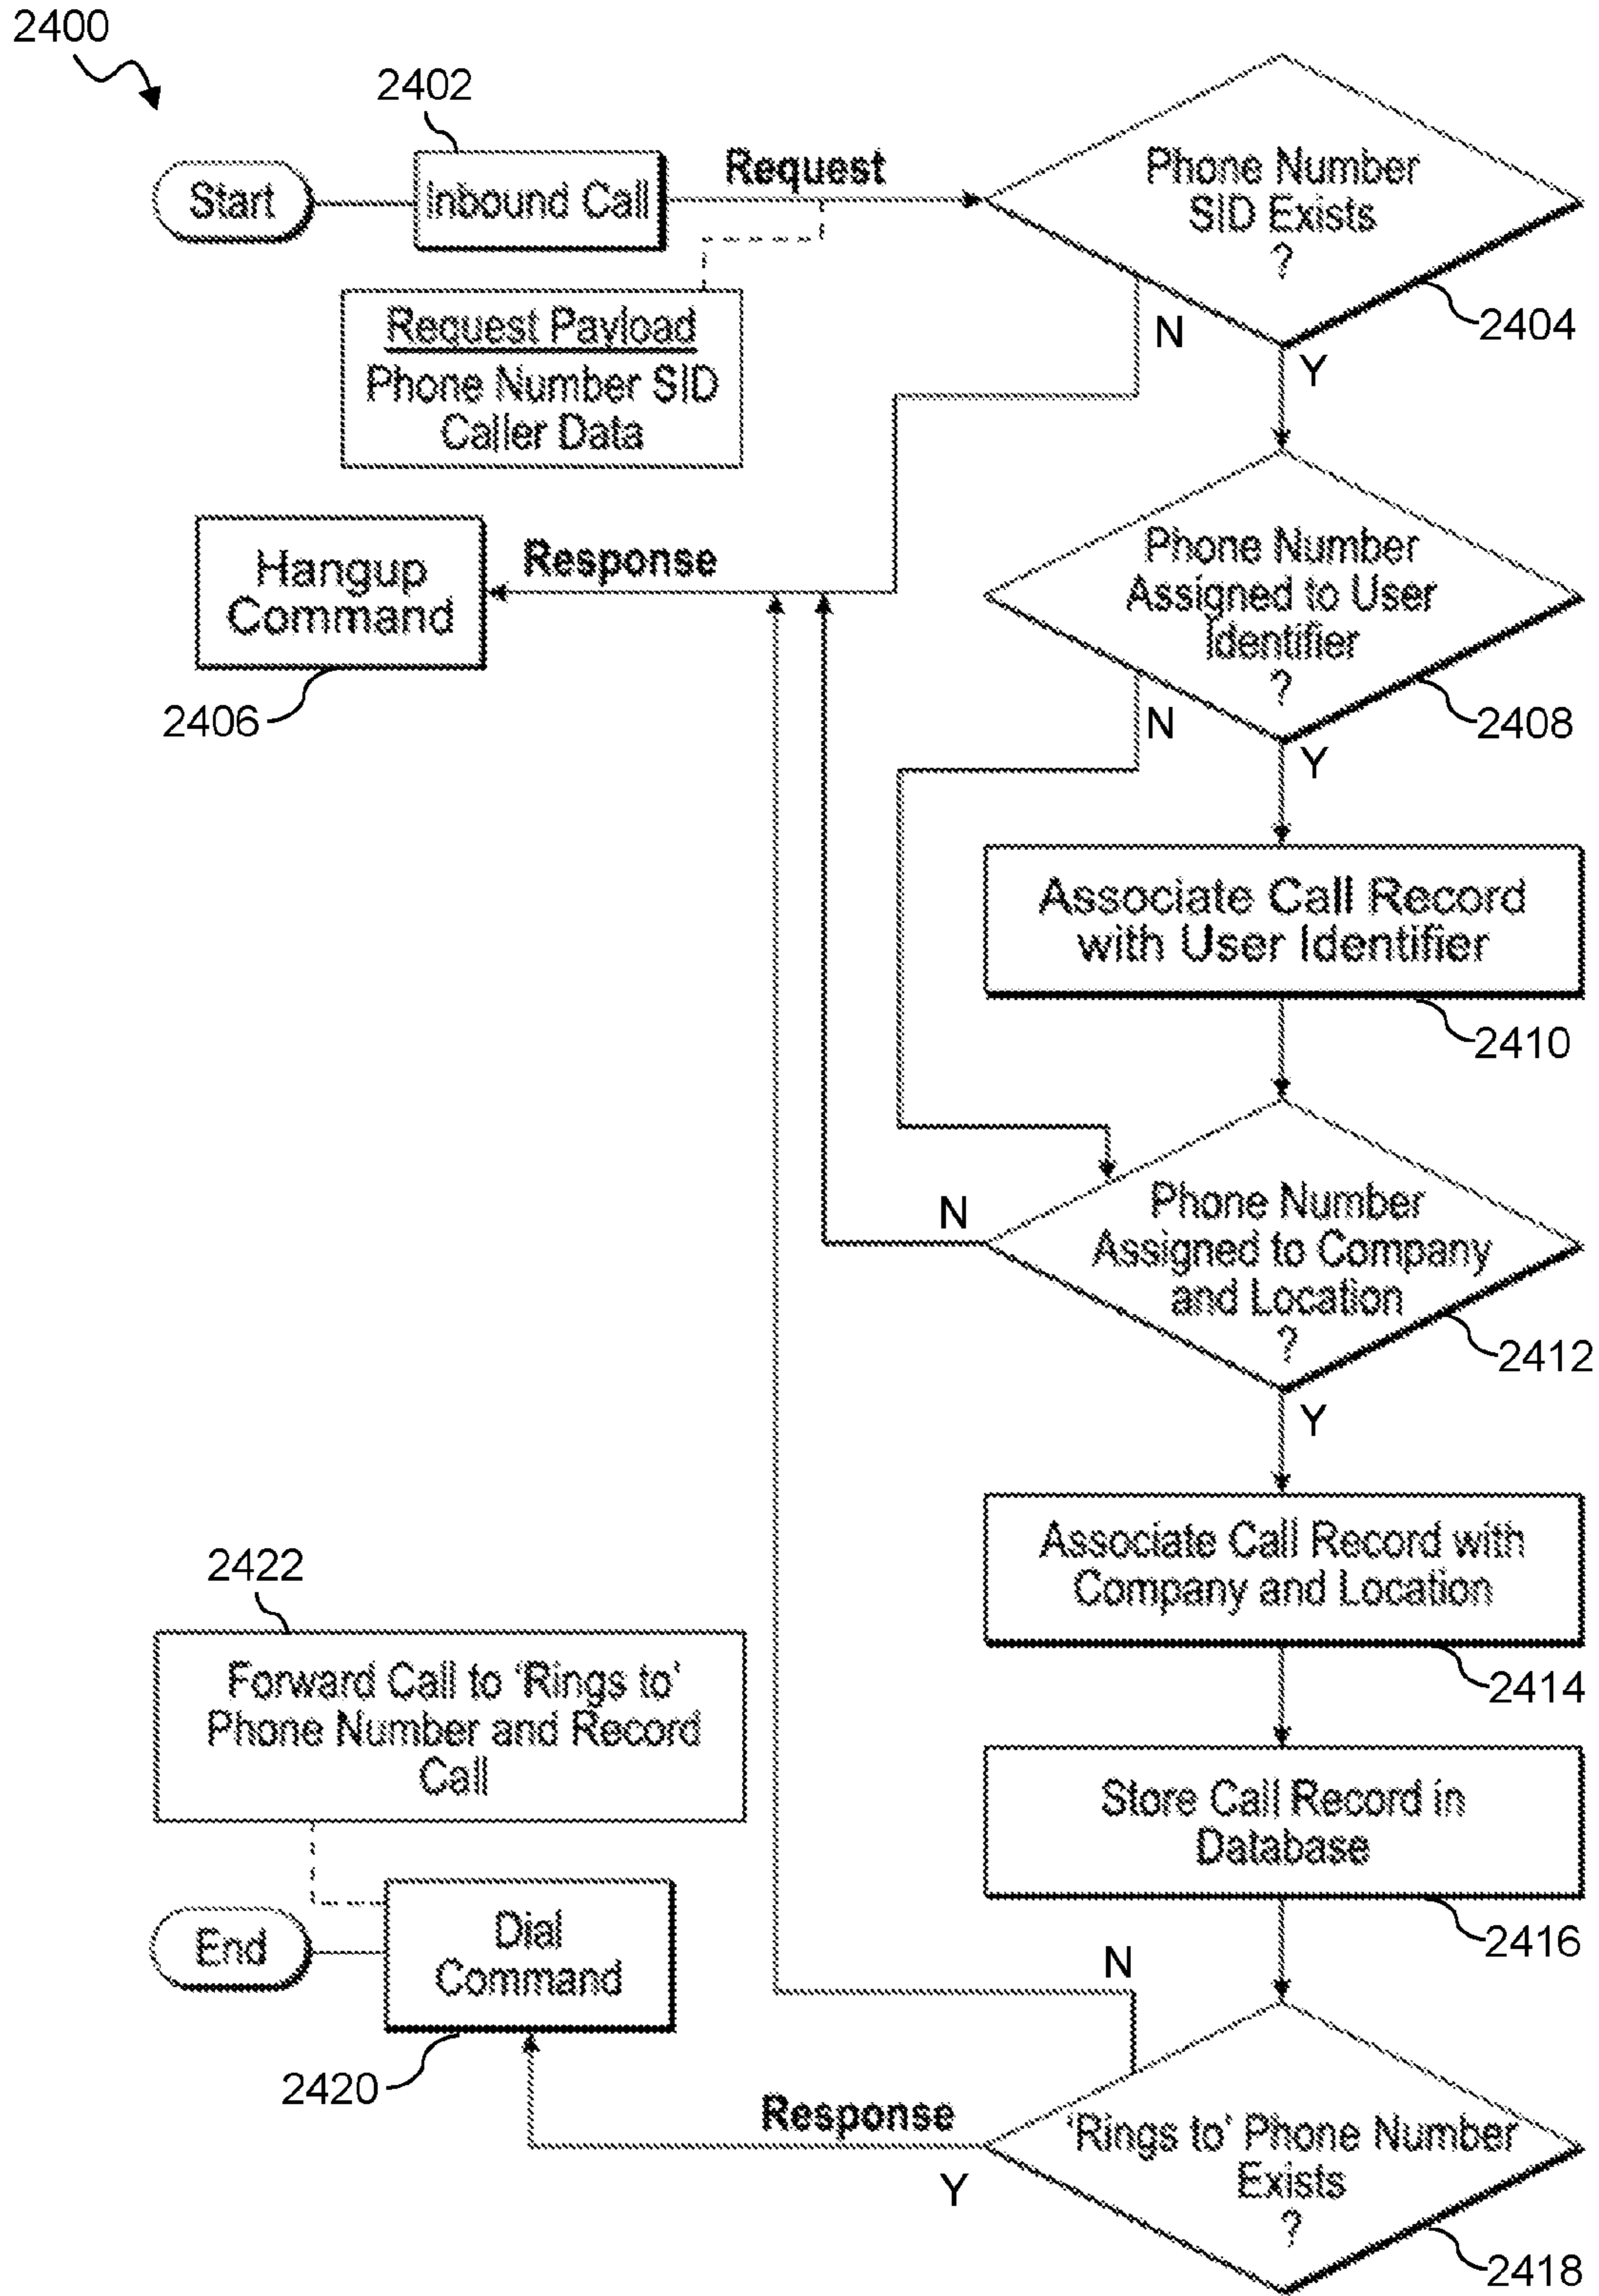 2400
2402
Start
Inbound Call
Request
Phone Number
SID Exists
?
2404
N
Y
Request Payload
Phone Number SID
Caller Data
Hangup
Command
2406
Response
Phone Number
Assigned to User
Identifier
?
2408
N
Y
Associate Call Record
with User Identifier
2410
Phone Number
Assigned to Company
and Location
?
2412
N
Y
Associate Call Record with
Company and Location
2414
Store Call Record in
Database
2416
2422
Forward Call to ‘Rings to’
Phone Number and Record
Call
End
Dial
Command
2420
N
Response
Y
‘Rings to’ Phone Number
Exists
?
2418